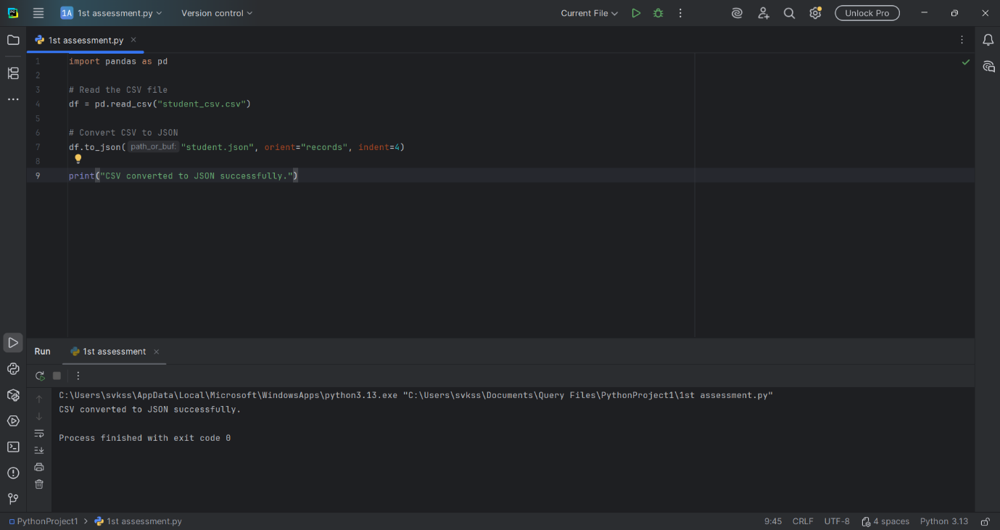 1A 1st assessment.py Version control Current File Unlock Pro
1st assessment.py
1 import pandas as pd
2
3 # Read the CSV file
4 df = pd.read_csv("student_csv.csv")
5
6 # Convert CSV to JSON
7 df.to_json( path_or_buf: "student.json", orient="records", indent=4)
8
9 print("CSV converted to JSON successfully.")
Run 1st assessment
C:\Users\svkss\AppData\Local\Microsoft\WindowsApps\python3.13.exe "C:\Users\svkss\Documents\Query Files\PythonProject1\1st assessment.py"
CSV converted to JSON successfully.
Process finished with exit code 0
PythonProject1 > 1st assessment.py 9:45 CRLF UTF-8 4 spaces Python 3.13